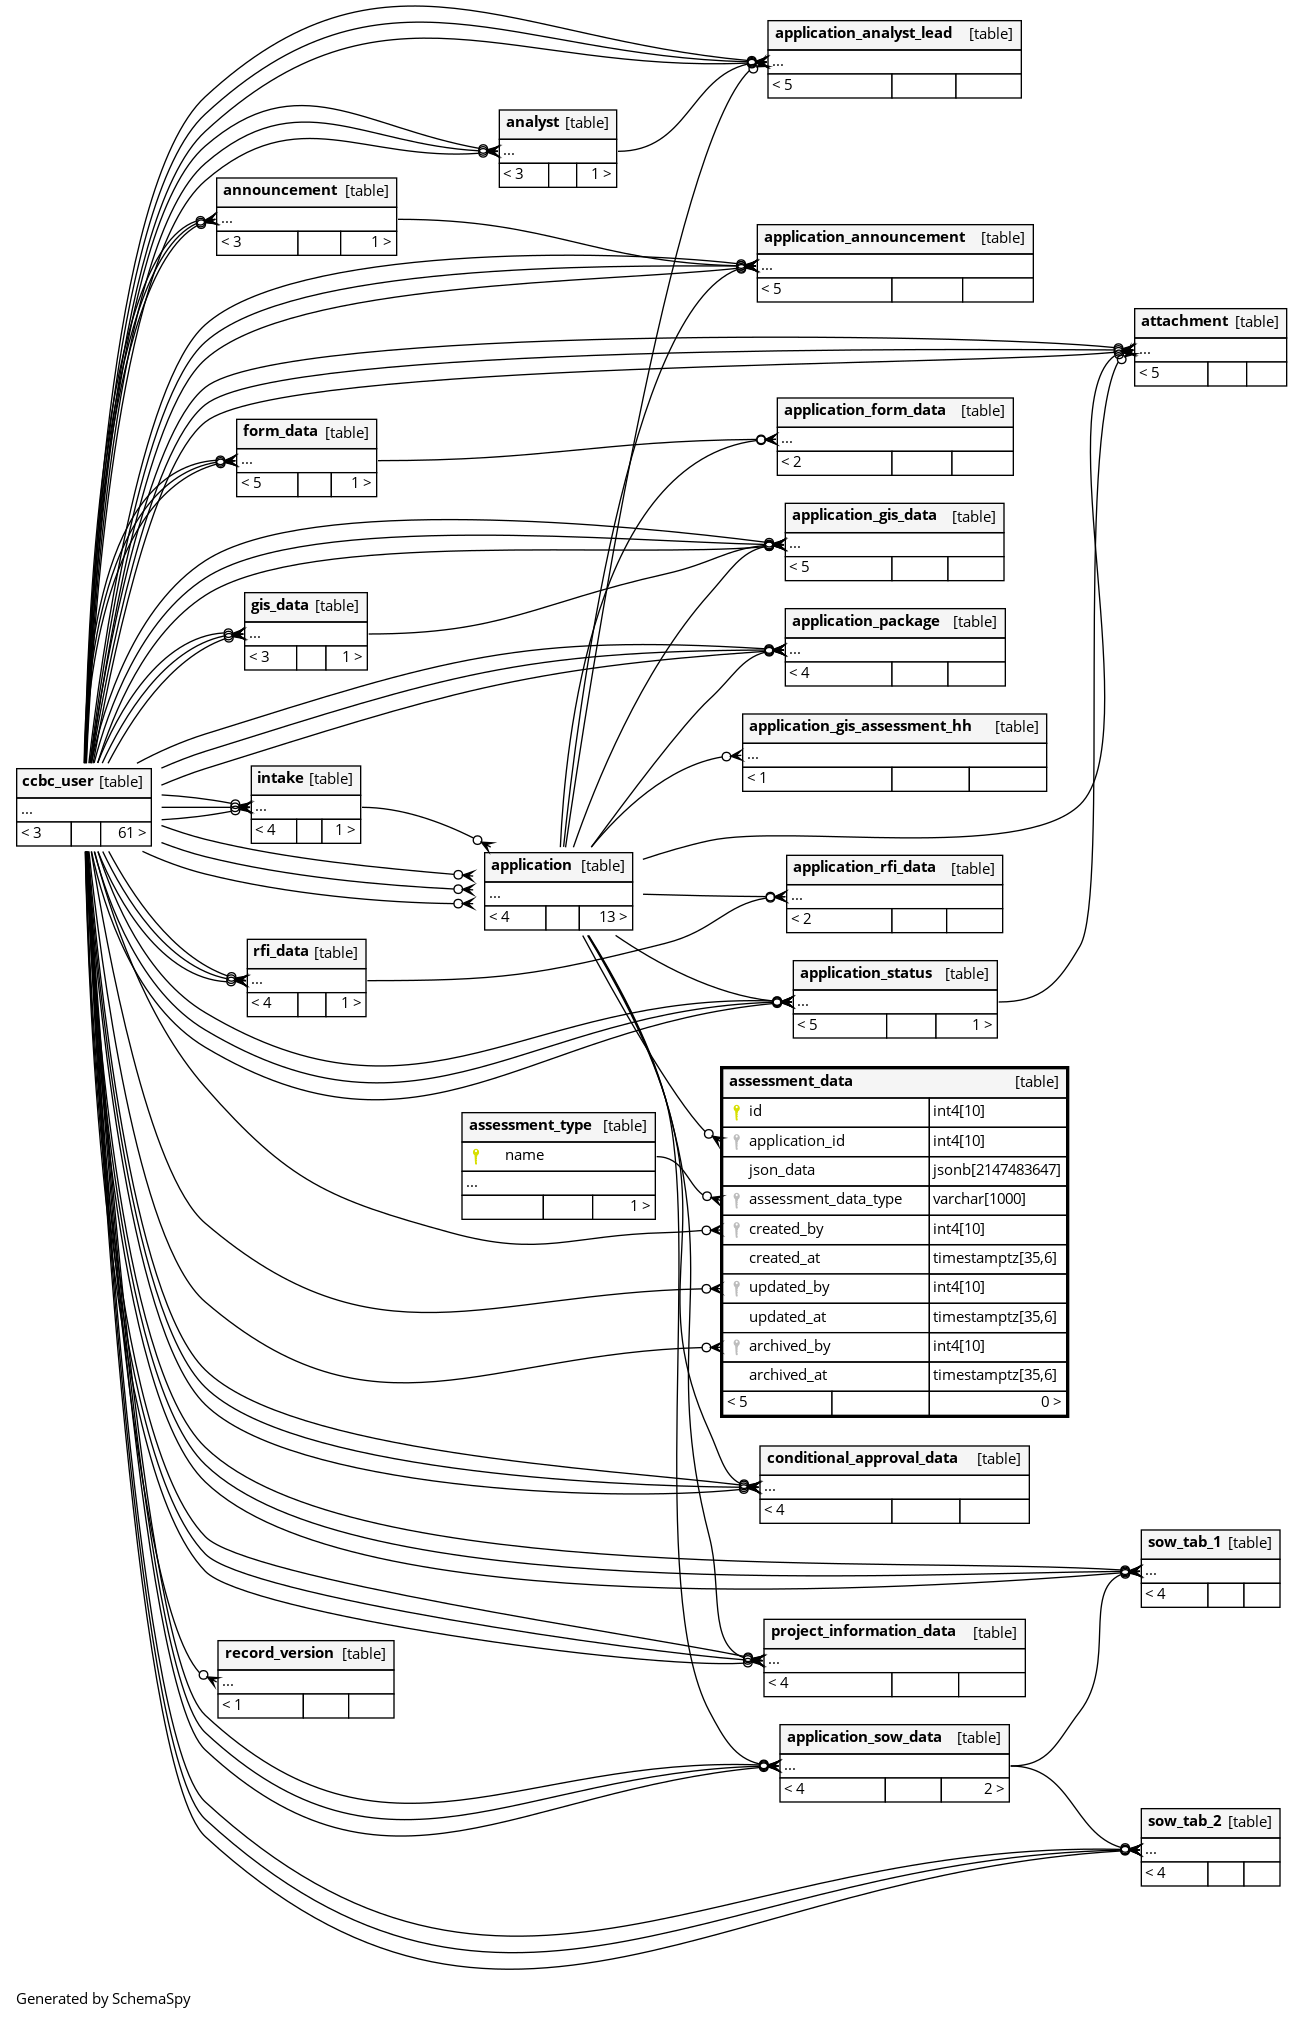 application_analyst_lead [table]
...
< 5
analyst [table]
...
< 3 1 >
announcement [table]
...
< 3 1 >
application_announcement [table]
...
< 5
attachment [table]
...
< 5
application_form_data [table]
...
< 2
form_data [table]
...
< 5 1 >
application_gis_data [table]
...
< 5
gis_data [table]
...
< 3 1 >
application_package [table]
...
< 4
application_gis_assessment_hh [table]
...
< 1
ccbc_user [table]
...
< 3 61 >
intake [table]
...
< 4 1 >
application [table]
...
< 4 13 >
application_rfi_data [table]
...
< 2
rfi_data [table]
...
< 4 1 >
application_status [table]
...
< 5 1 >
assessment_data [table]
id int4[10]
application_id int4[10]
json_data jsonb[2147483647]
assessment_data_type varchar[1000]
created_by int4[10]
created_at timestamptz[35,6]
updated_by int4[10]
updated_at timestamptz[35,6]
archived_by int4[10]
archived_at timestamptz[35,6]
< 5 0 >
assessment_type [table]
name
...
1 >
conditional_approval_data [table]
...
< 4
sow_tab_1 [table]
...
< 4
project_information_data [table]
...
< 4
record_version [table]
...
< 1
application_sow_data [table]
...
< 4 2 >
sow_tab_2 [table]
...
< 4
Generated by SchemaSpy